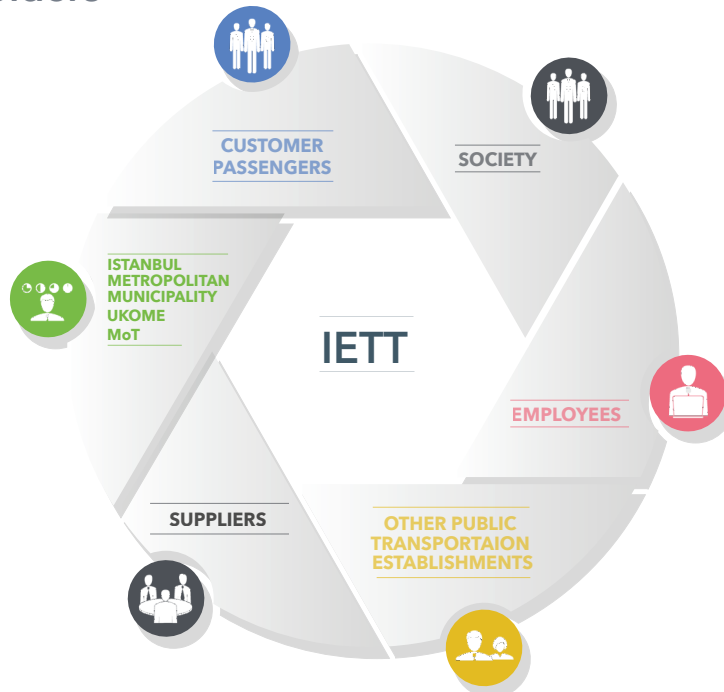 CUSTOMER
PASSENGERS
SOCIETY
ISTANBUL
METROPOLITAN
MUNICIPALITY
UKOME
MoT
IETT
EMPLOYEES
SUPPLIERS
OTHER PUBLIC
TRANSPORTAION
ESTABLISHMENTS